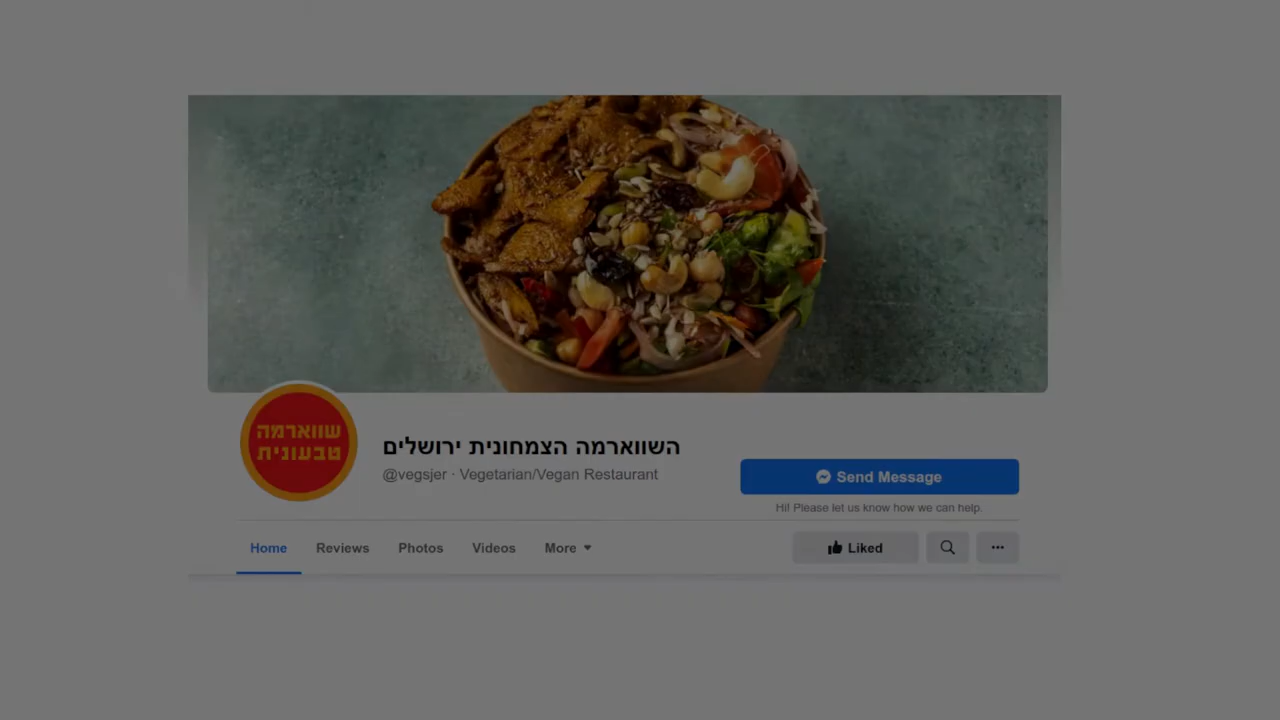 שווארמה
טבעונית
השווארמה הצמחונית ירושלים
@vegsjer · Vegetarian/Vegan Restaurant
Send Message
Hi! Please let us know how we can help.
Home Reviews Photos Videos More
Liked